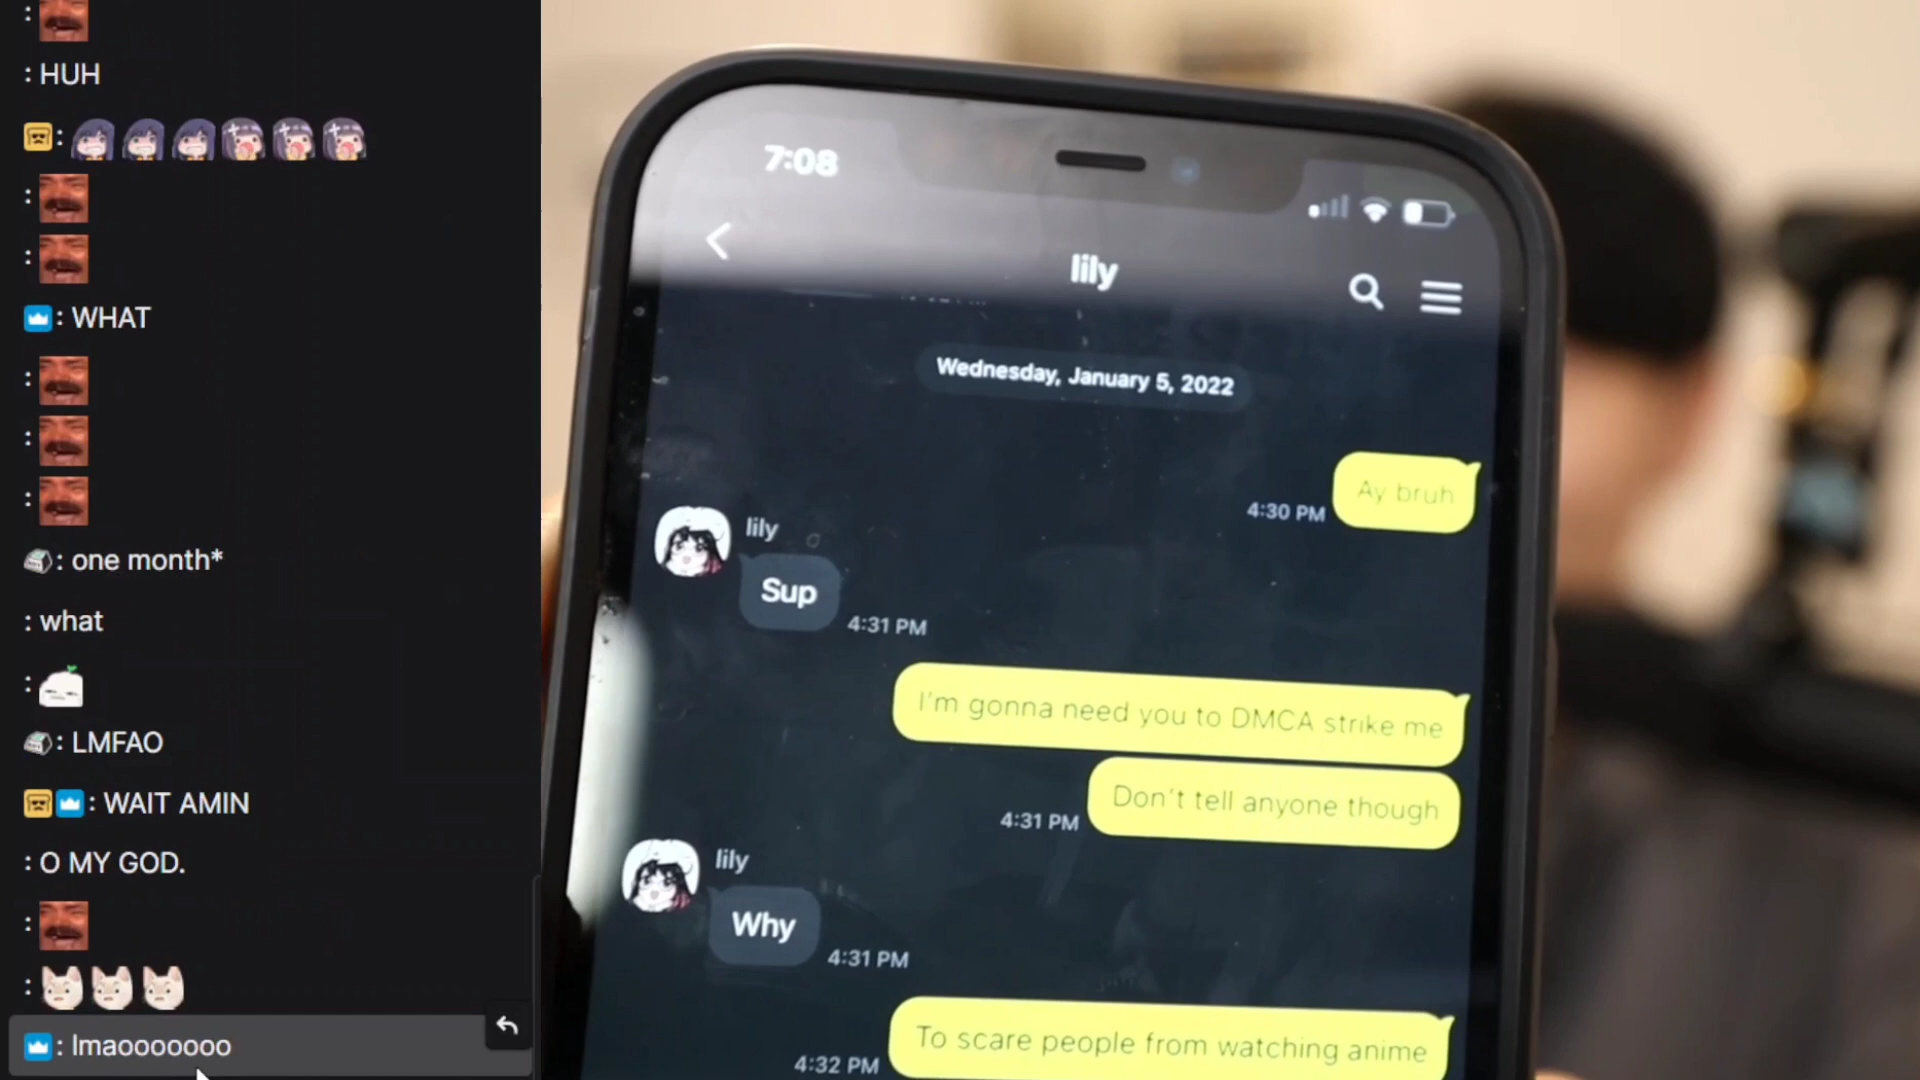 : HUH
: WHAT
: one month*
: what
: LMFAO
: WAIT AMIN
: O MY GOD.
: lmaooooooo
7:08
lily
Wednesday, January 5, 2022
Ay bruh
4:30 PM
lily
Sup
4:31 PM
I'm gonna need you to DMCA strike me
Don't tell anyone though
4:31 PM
lily
Why
4:31 PM
To scare people from watching anime
4:32 PM